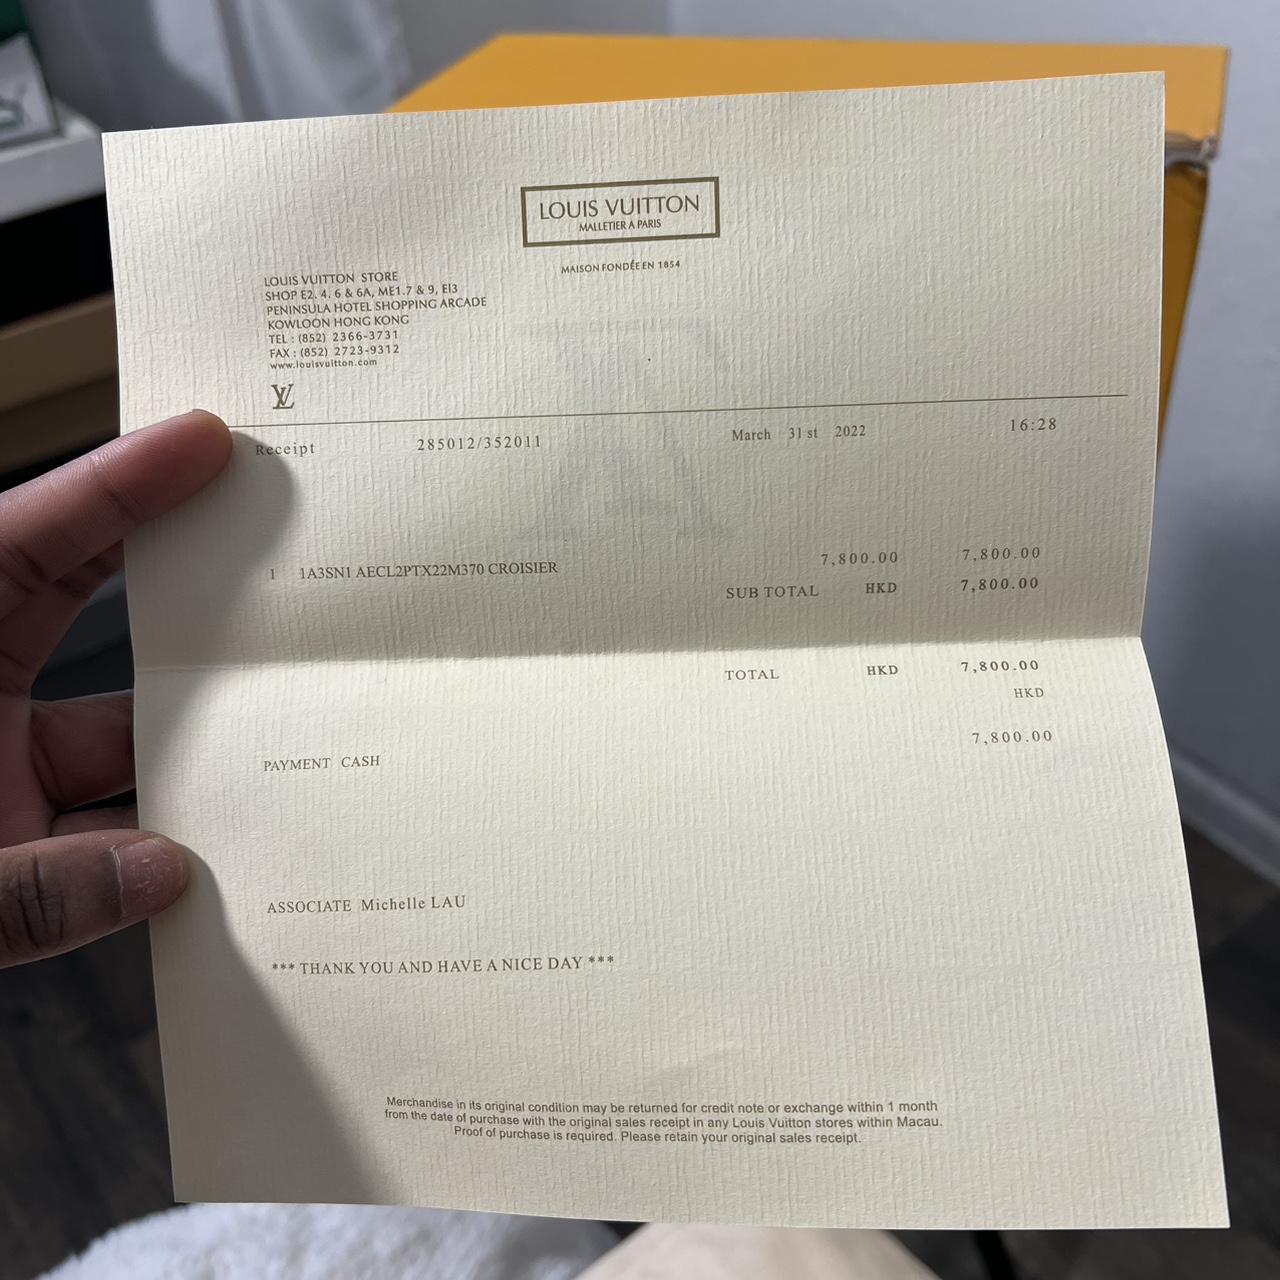 LOUIS VUITTON
MALLETIER A PARIS
MAISON FONDÉE EN 1854
LOUIS VUITTON STORE
SHOP E2. 4. 6 & 6A, ME1.7 & 9, El3
PENINSULA HOTEL SHOPPING ARCADE
KOWLOON HONG KONG
TEL : (852) 2366-3731
FAX : (852) 2723-9312
www.louisvuitton.com
LV
Receipt 285012/352011 March 31 st 2022 16:28
1 1A3SN1 AECL2PTX22M370 CROISIER 7,800.00 7,800.00
SUB TOTAL HKD 7,800.00
TOTAL HKD 7,800.00
HKD
PAYMENT CASH 7,800.00
ASSOCIATE Michelle LAU
*** THANK YOU AND HAVE A NICE DAY ***
Merchandise in its original condition may be returned for credit note or exchange within 1 month
from the date of purchase with the original sales receipt in any Louis Vuitton stores within Macau.
Proof of purchase is required. Please retain your original sales receipt.